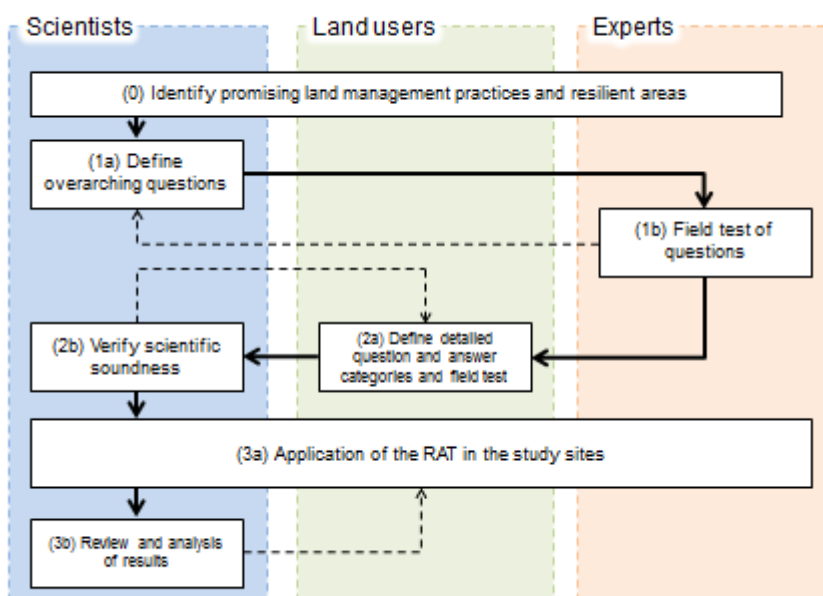 Scientists
Land users
Experts
(0) Identify promising land management practices and resilient areas
(1a) Define
overarching questions
(1b) Field test of
questions
(2a) Define detailed
question and answer
categories and field test
(2b) Verify scientific
soundness
(3a) Application of the RAT in the study sites
(3b) Review and analysis
of results